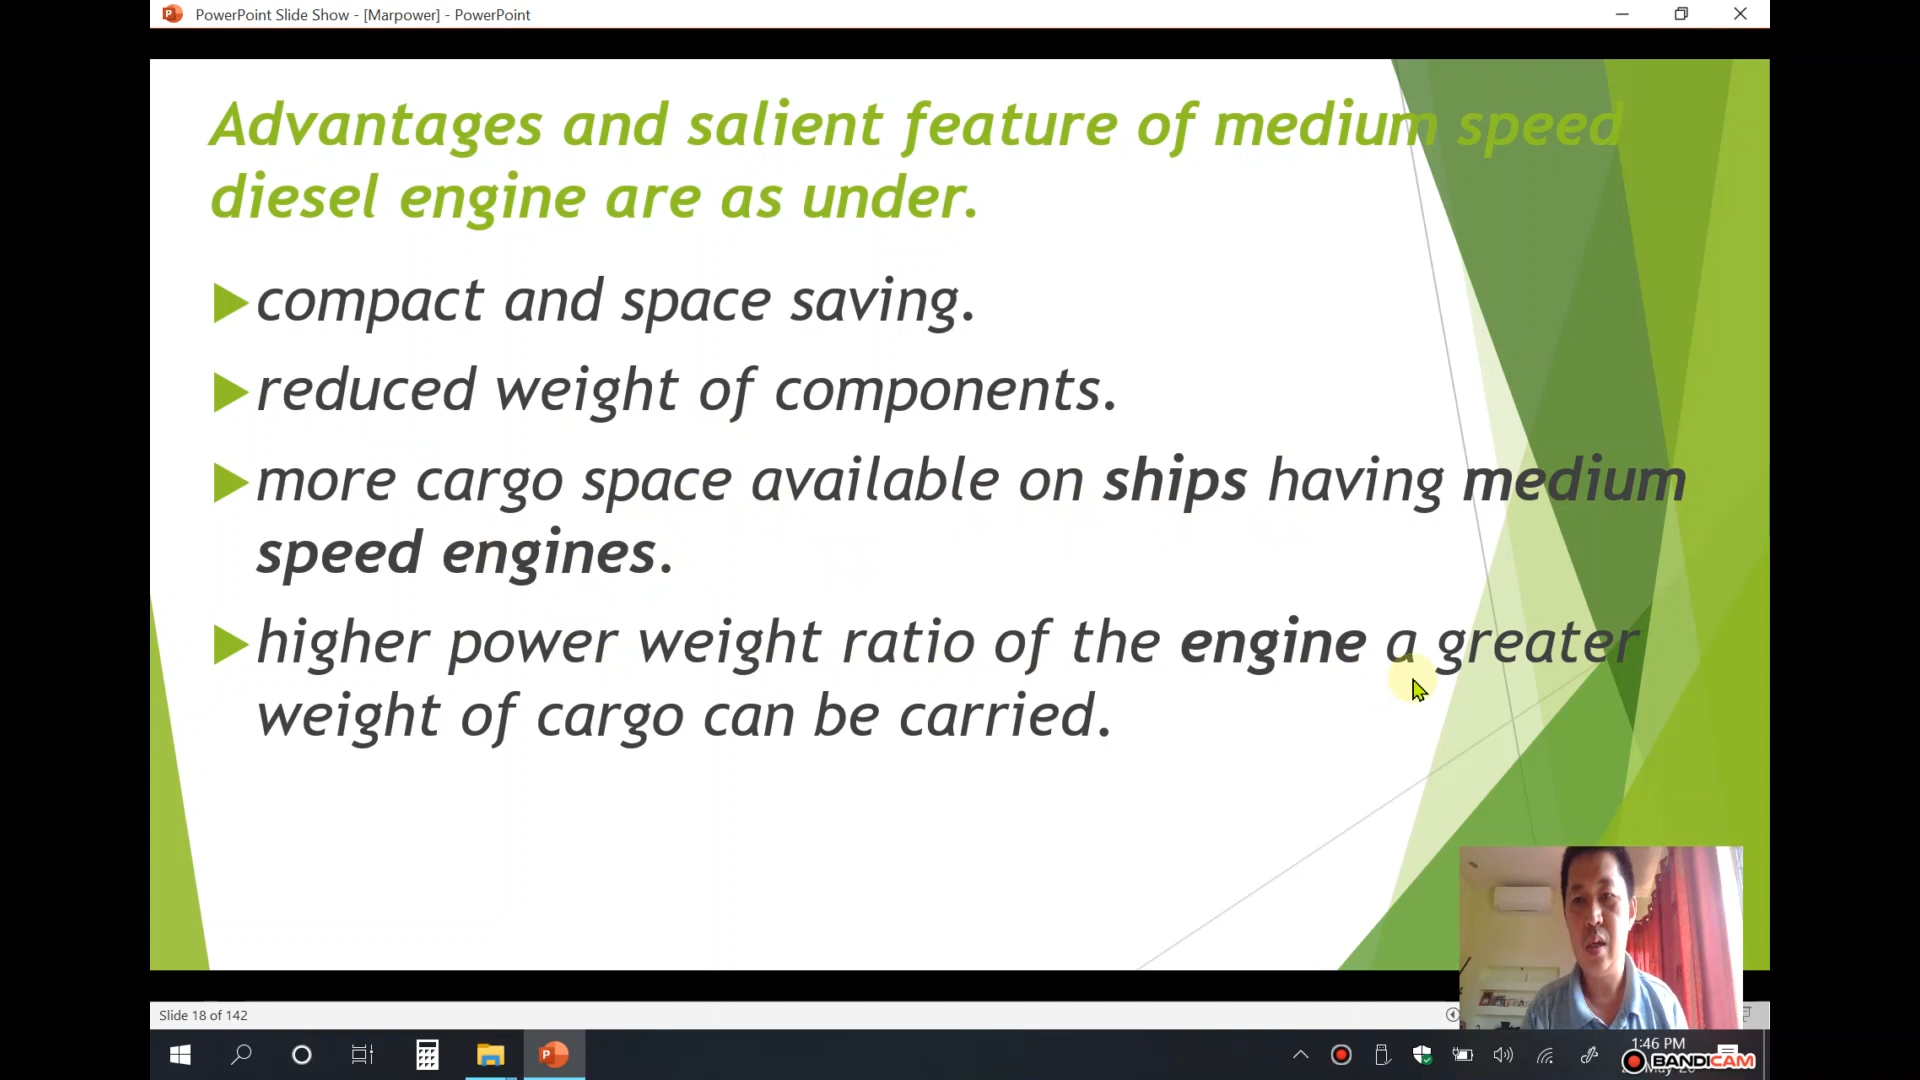 PowerPoint Slide Show - [Marpower] - PowerPoint
Advantages and salient feature of medium speed
diesel engine are as under.
compact and space saving.
reduced weight of components.
more cargo space available on ships having medium
speed engines.
higher power weight ratio of the engine a greater
weight of cargo can be carried.
Slide 18 of 142
1:46 PM
BANDICAM